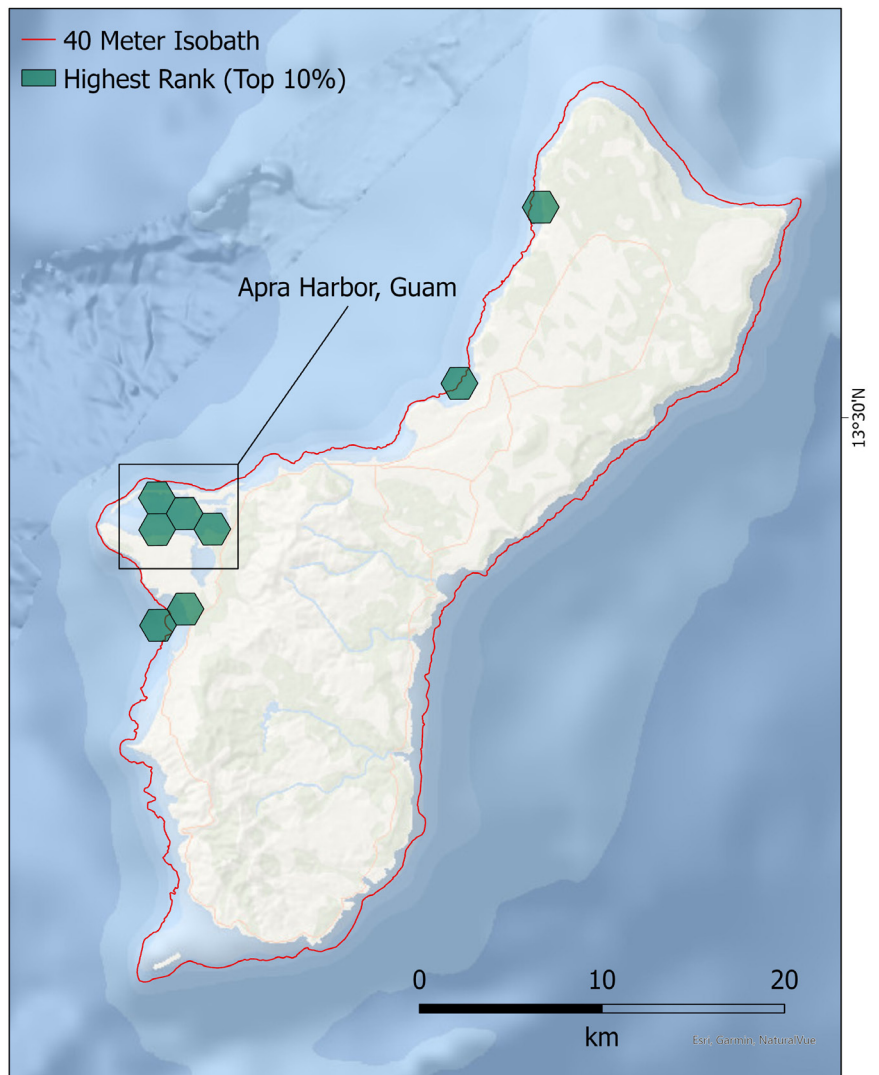 40 Meter Isobath
Highest Rank (Top 10%)
Apra Harbor, Guam
13°30'N
0 10 20
km
Esri, Garmin, NaturalVue